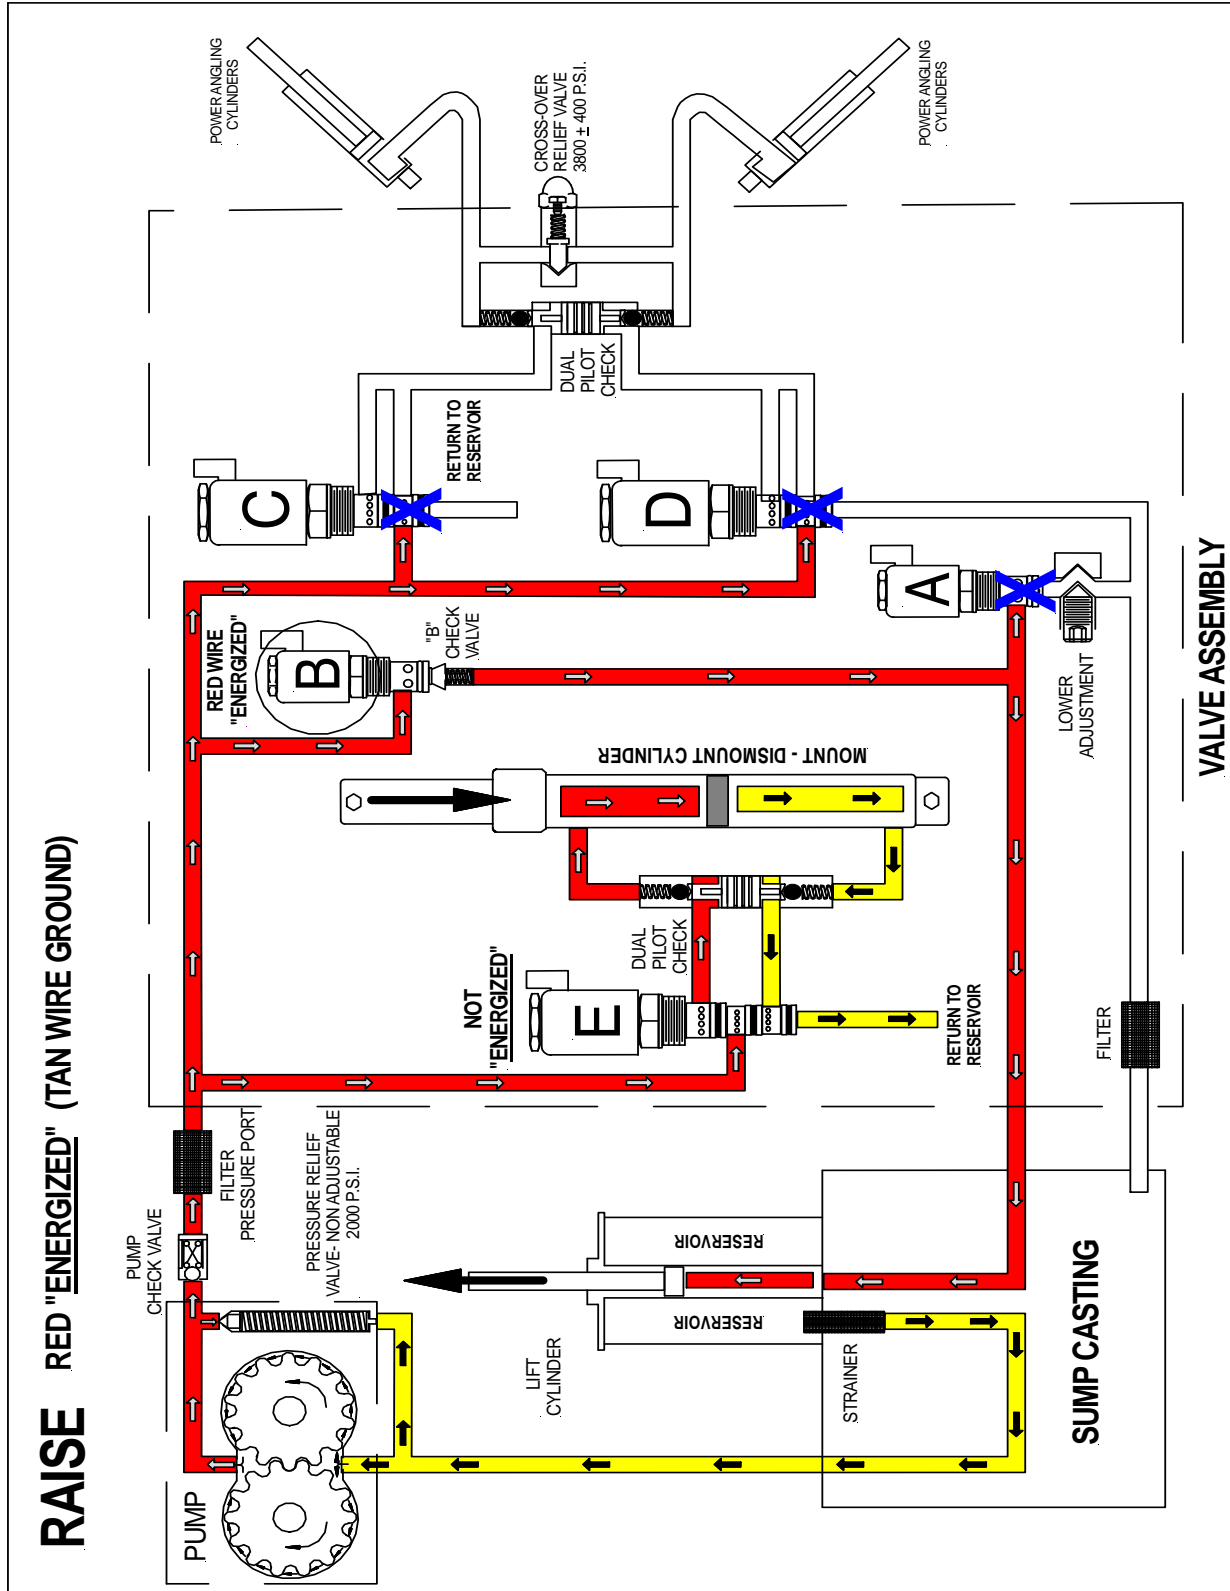 RAISE RED "ENERGIZED" (TAN WIRE GROUND)
PUMP
PUMP
CHECK VALVE
FILTER
PRESSURE PORT
PRESSURE RELIEF
VALVE- NON ADJUSTABLE
2000 P.S.I.
LIFT
CYLINDER
RESERVOIR
RESERVOIR
STRAINER
SUMP CASTING
NOT
"ENERGIZED"
E
RETURN TO
RESERVOIR
DUAL
PILOT
CHECK
MOUNT - DISMOUNT CYLINDER
RED WIRE
"ENERGIZED"
B
"B"
CHECK
VALVE
C
RETURN TO
RESERVOIR
D
A
LOWER
ADJUSTMENT
FILTER
DUAL
PILOT
CHECK
CROSS-OVER
RELIEF VALVE
3800 ± 400 P.S.I.
POWER ANGLING
CYLINDERS
POWER ANGLING
CYLINDERS
VALVE ASSEMBLY